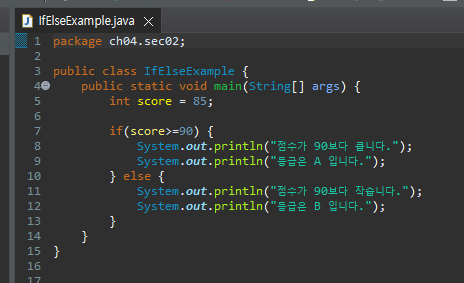 IfElseExample.java
1 package ch04.sec02;
2
3 public class IfElseExample {
4 public static void main(String[] args) {
5 int score = 85;
6
7 if(score>=90) {
8 System.out.println("점수가 90보다 큽니다.");
9 System.out.println("등급은 A 입니다.");
10 } else {
11 System.out.println("점수가 90보다 작습니다.");
12 System.out.println("등급은 B 입니다.");
13 }
14 }
15 }
16
17